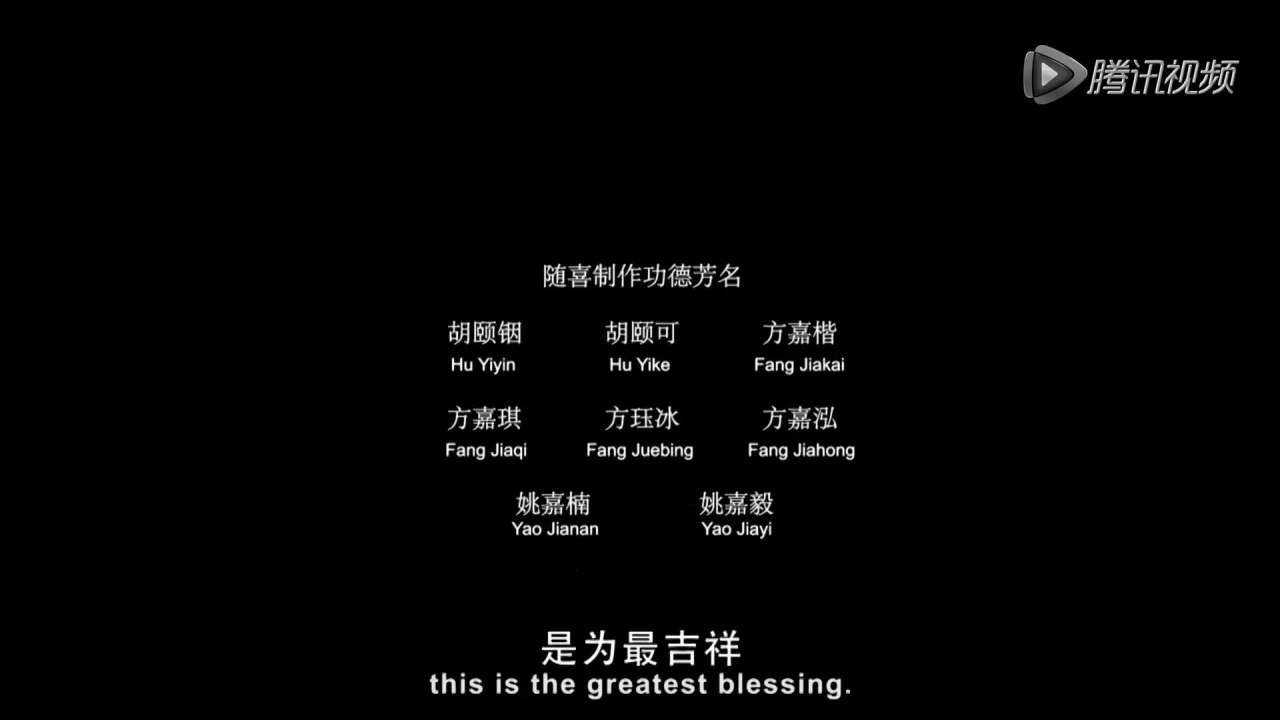 腾讯视频
随喜制作功德芳名
胡颐铟 胡颐可 方嘉楷
Hu Yiyin Hu Yike Fang Jiakai
方嘉琪 方珏冰 方嘉泓
Fang Jiaqi Fang Juebing Fang Jiahong
姚嘉楠 姚嘉毅
Yao Jianan Yao Jiayi
是为最吉祥
this is the greatest blessing.